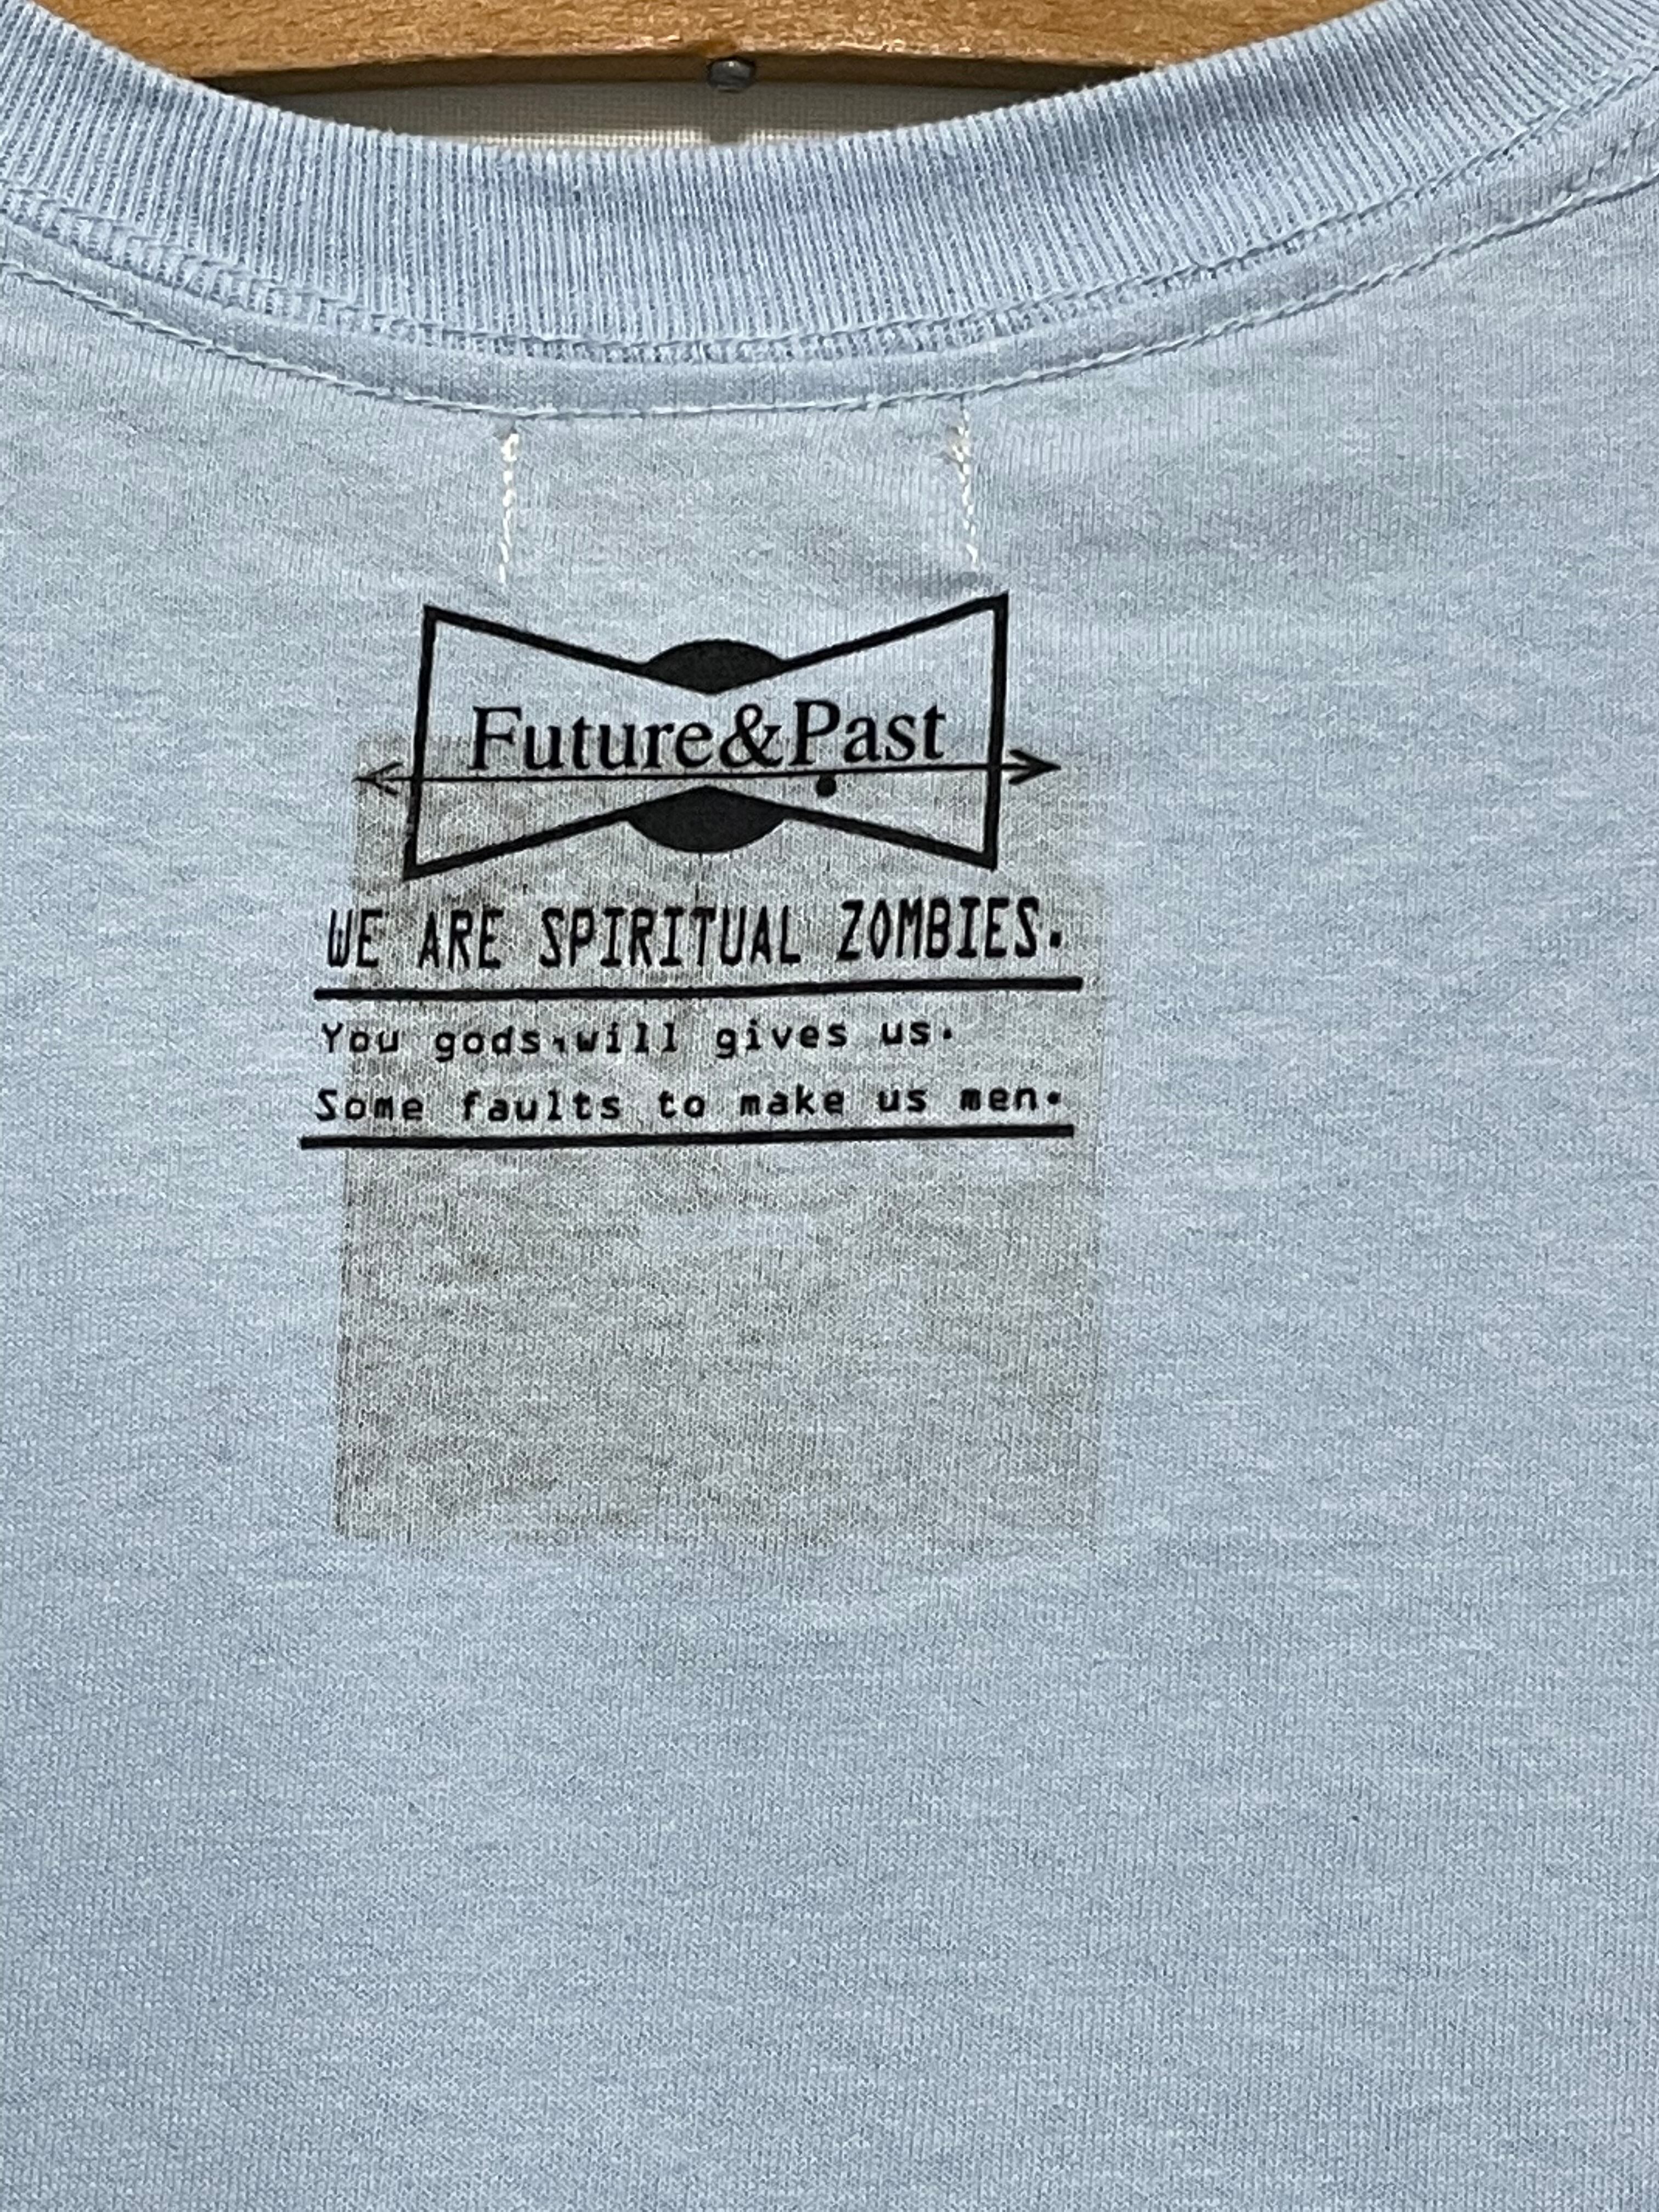 Future&Past
WE ARE SPIRITUAL ZOMBIES.
You gods,will gives us.
Some faults to make us men.